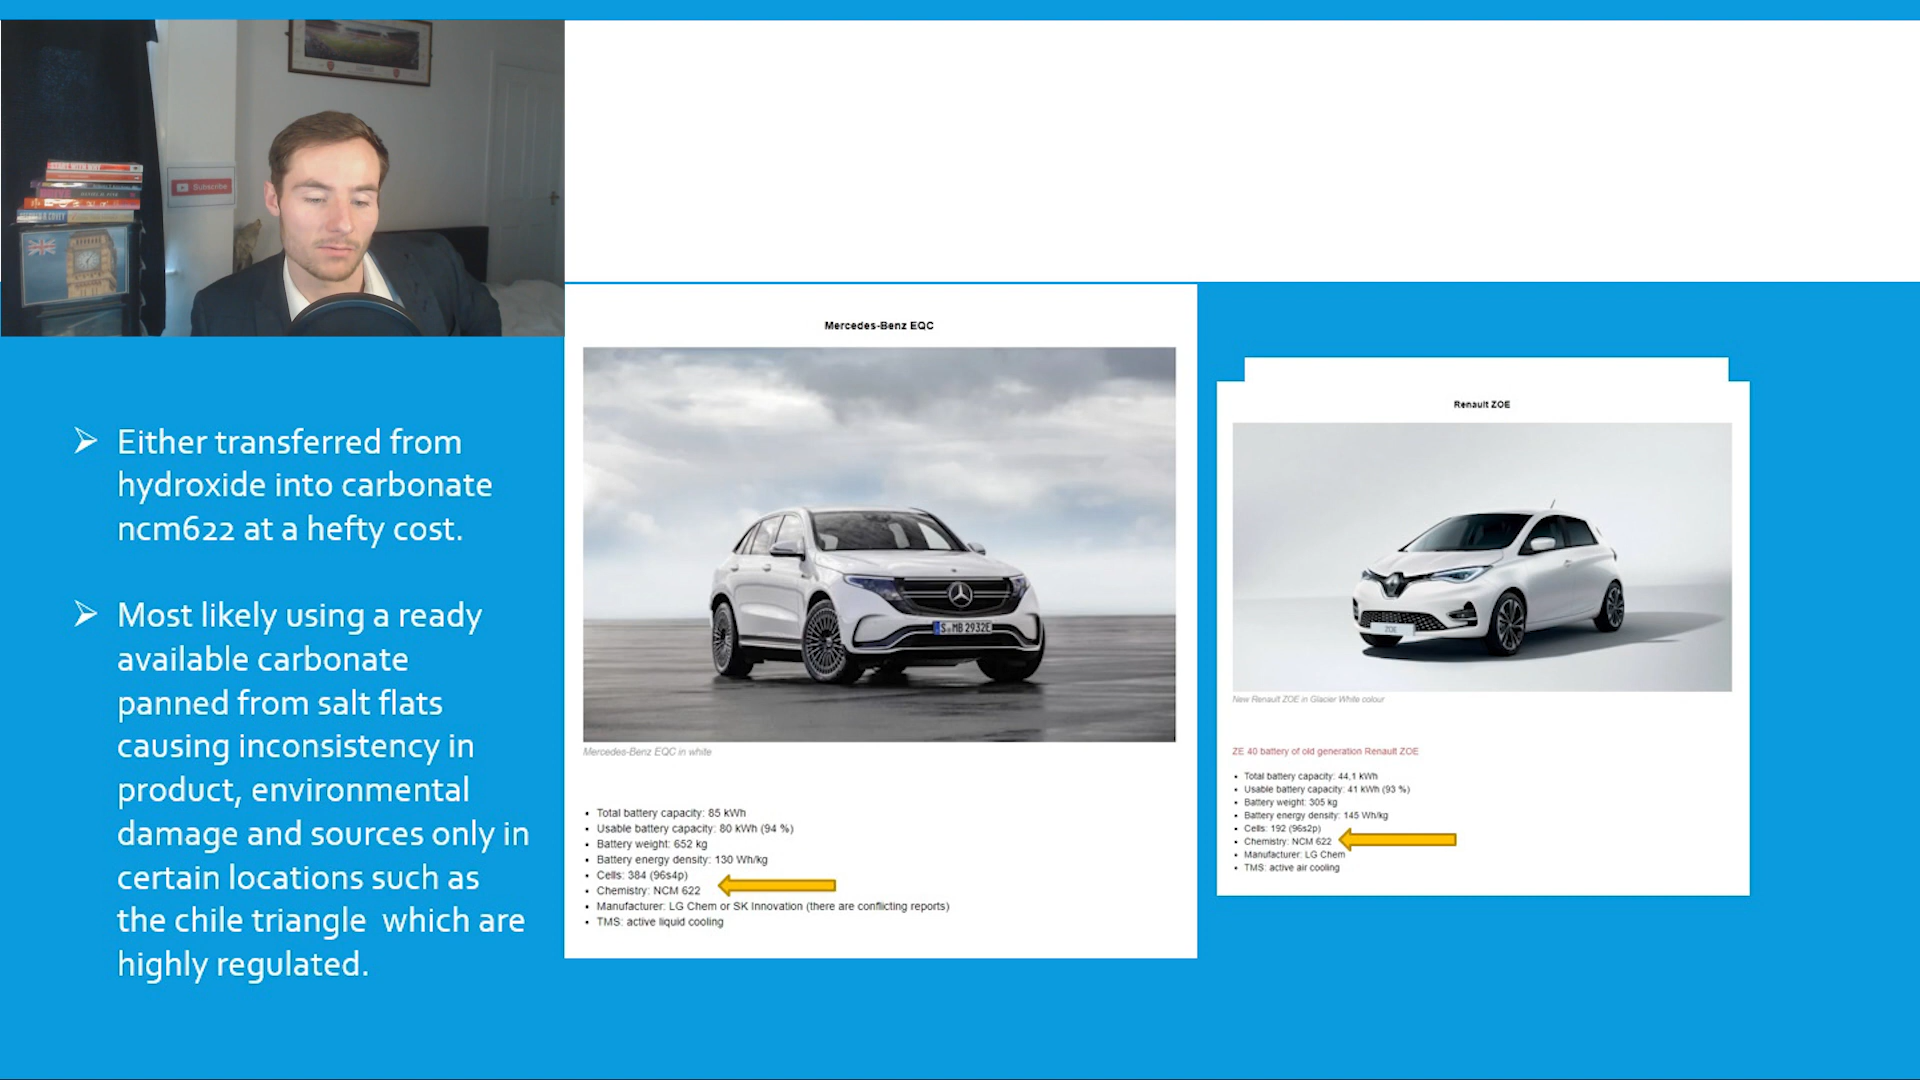 START WITH WHY
Subscribe
➢ Either transferred from
hydroxide into carbonate
ncm622 at a hefty cost.
➢ Most likely using a ready
available carbonate
panned from salt flats
causing inconsistency in
product, environmental
damage and sources only in
certain locations such as
the chile triangle which are
highly regulated.
Mercedes-Benz EQC
S MB 2932E
Mercedes-Benz EQC in white
• Total battery capacity: 85 kWh
• Usable battery capacity: 80 kWh (94 %)
• Battery weight: 652 kg
• Battery energy density: 130 Wh/kg
• Cells: 384 (96s4p)
• Chemistry: NCM 622
• Manufacturer: LG Chem or SK Innovation (there are conflicting reports)
• TMS: active liquid cooling
Renault ZOE
ZOE
New Renault ZOE in Glacier White colour
ZE 40 battery of old generation Renault ZOE
• Total battery capacity: 44,1 kWh
• Usable battery capacity: 41 kWh (93 %)
• Battery weight: 305 kg
• Battery energy density: 145 Wh/kg
• Cells: 192 (96s2p)
• Chemistry: NCM 622
• Manufacturer: LG Chem
• TMS: active air cooling